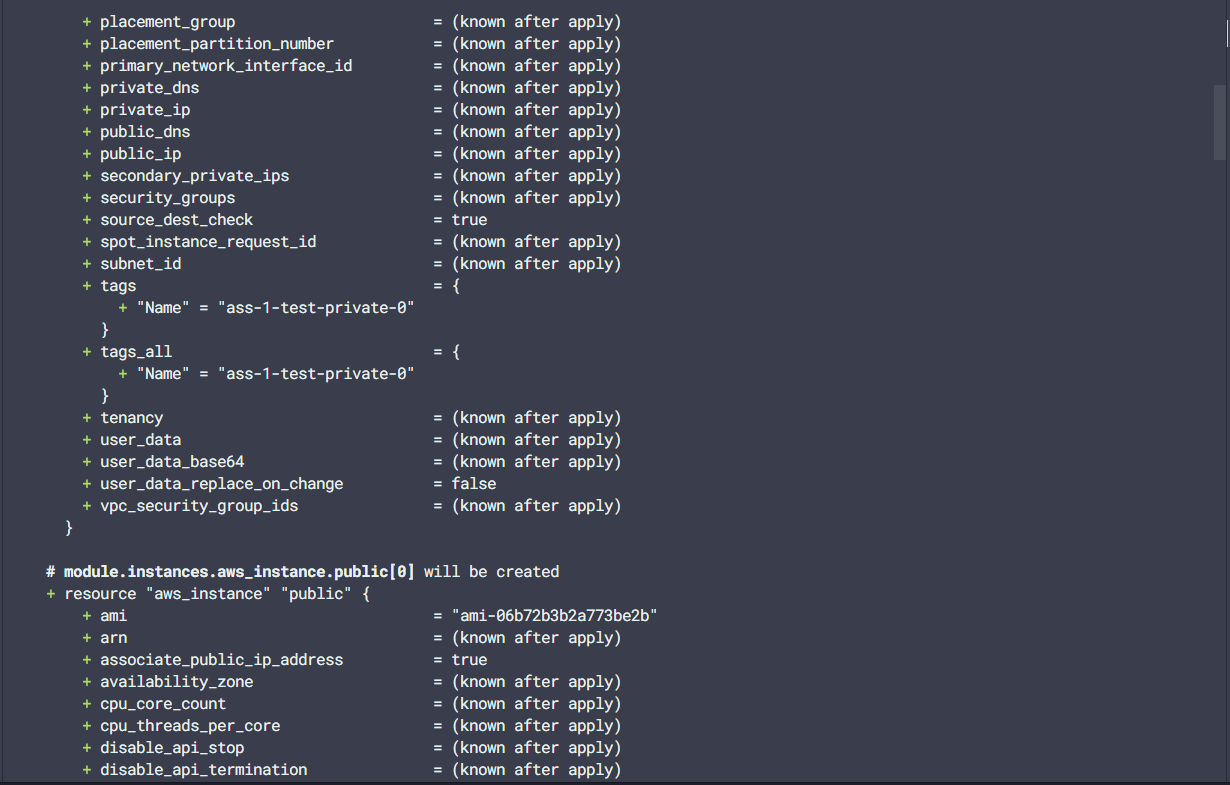 + placement_group = (known after apply)
+ placement_partition_number = (known after apply)
+ primary_network_interface_id = (known after apply)
+ private_dns = (known after apply)
+ private_ip = (known after apply)
+ public_dns = (known after apply)
+ public_ip = (known after apply)
+ secondary_private_ips = (known after apply)
+ security_groups = (known after apply)
+ source_dest_check = true
+ spot_instance_request_id = (known after apply)
+ subnet_id = (known after apply)
+ tags = {
+ "Name" = "ass-1-test-private-0"
}
+ tags_all = {
+ "Name" = "ass-1-test-private-0"
}
+ tenancy = (known after apply)
+ user_data = (known after apply)
+ user_data_base64 = (known after apply)
+ user_data_replace_on_change = false
+ vpc_security_group_ids = (known after apply)
}
# module.instances.aws_instance.public[0] will be created
+ resource "aws_instance" "public" {
+ ami = "ami-06b72b3b2a773be2b"
+ arn = (known after apply)
+ associate_public_ip_address = true
+ availability_zone = (known after apply)
+ cpu_core_count = (known after apply)
+ cpu_threads_per_core = (known after apply)
+ disable_api_stop = (known after apply)
+ disable_api_termination = (known after apply)